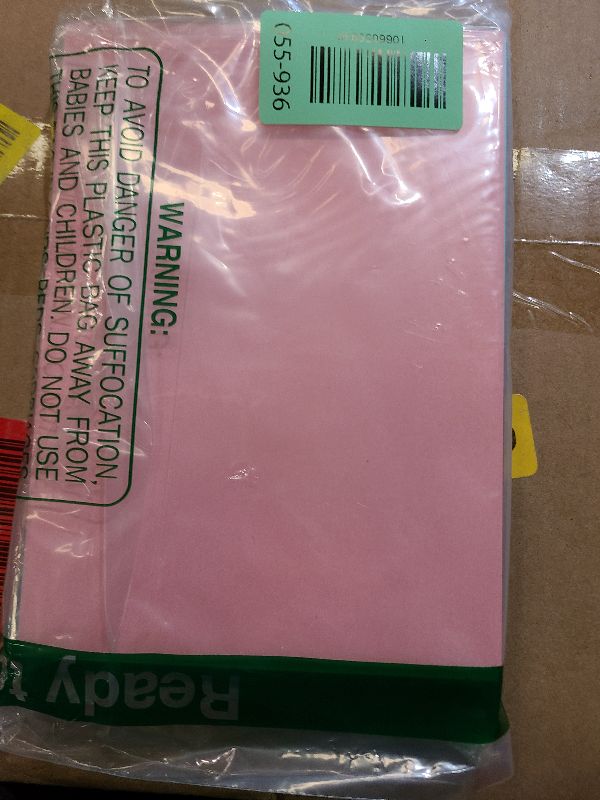 055-936
WARNING:
TO AVOID DANGER OF SUFFOCATION,
KEEP THIS PLASTIC BAG AWAY FROM
BABIES AND CHILDREN. DO NOT USE
Ready